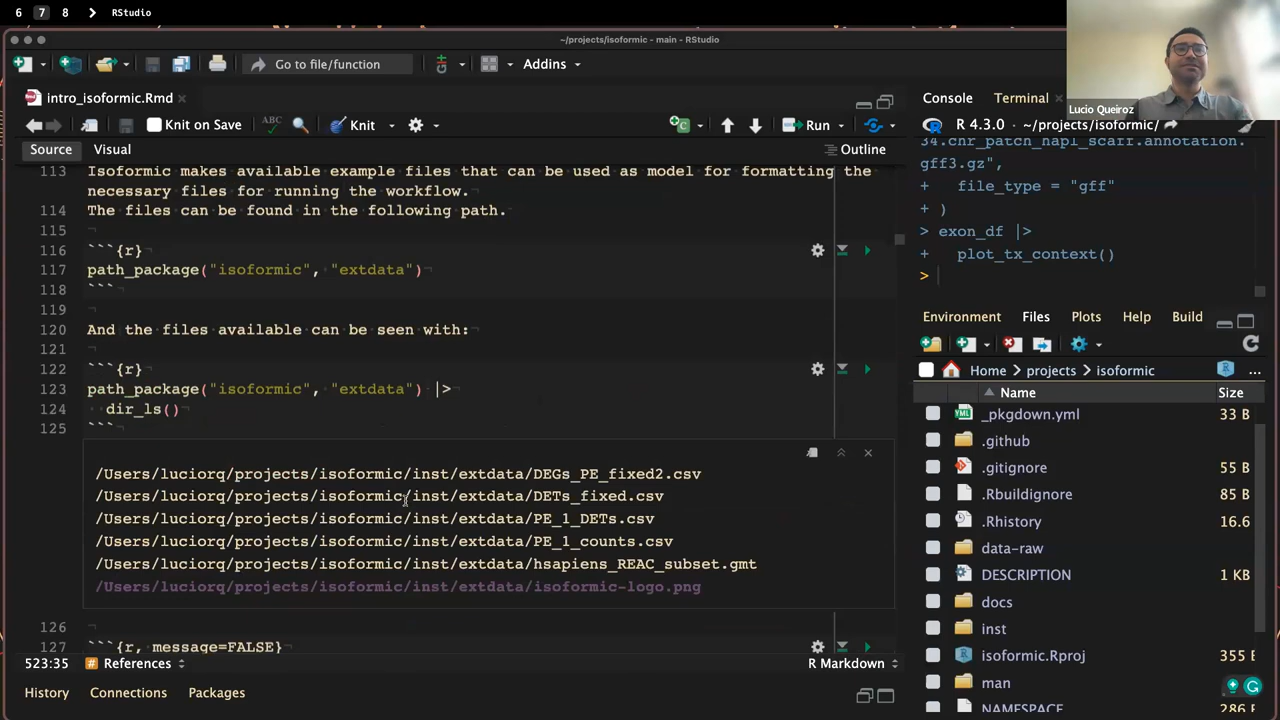 6 7 8 > RStudio
~/projects/isoformic - main - RStudio
Go to file/function Addins
Lucio Queiroz
intro_isoformic.Rmd
Console Terminal
Knit on Save ABC Knit Run
R 4.3.0 · ~/projects/isoformic/
Source Visual Outline
113 Isoformic makes available example files that can be used as model for formatting the
necessary files for running the workflow.
114 The files can be found in the following path.
115
116 ```{r}
117 path_package("isoformic", "extdata")
118 ```
119
120 And the files available can be seen with:
121
122 ```{r}
123 path_package("isoformic", "extdata") |>
124 dir_ls()
125 ```
/Users/luciorq/projects/isoformic/inst/extdata/DEGs_PE_fixed2.csv
/Users/luciorq/projects/isoformic/inst/extdata/DETs_fixed.csv
/Users/luciorq/projects/isoformic/inst/extdata/PE_1_DETs.csv
/Users/luciorq/projects/isoformic/inst/extdata/PE_1_counts.csv
/Users/luciorq/projects/isoformic/inst/extdata/hsapiens_REAC_subset.gmt
/Users/luciorq/projects/isoformic/inst/extdata/isoformic-logo.png
126
127 ```{r, message=FALSE}
523:35 # References R Markdown
History Connections Packages
34.chr_patch_hapl_scaff.annotation.
gff3.gz",
+ file_type = "gff"
+ )
> exon_df |>
+ plot_tx_context()
>
Environment Files Plots Help Build
Home projects isoformic ...
Name Size
_pkgdown.yml 33 B
.github
.gitignore 55 B
.Rbuildignore 85 B
.Rhistory 16.6
data-raw
DESCRIPTION 1 KB
docs
inst
isoformic.Rproj 355 B
man
NAMESPACE 286 B